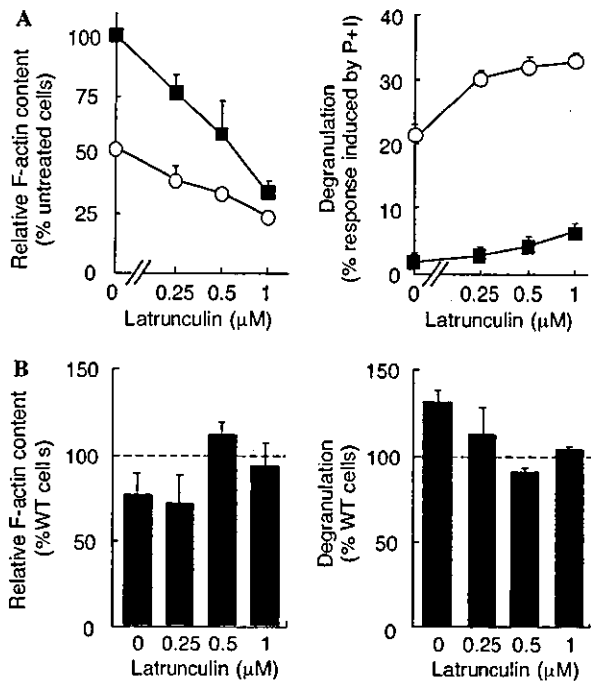 A
Relative F-actin content
(% untreated cells)
100
75
50
25
0
0 0.25 0.5 1
Latrunculin (μM)
Degranulation
(% response induced by P+I)
40
30
20
10
0
0 0.25 0.5 1
Latrunculin (μM)
B
Relative F-actin content
(%WT cells)
150
100
50
0
0 0.25 0.5 1
Latrunculin (μM)
Degranulation
(% WT cells)
150
100
50
0
0 0.25 0.5 1
Latrunculin (μM)